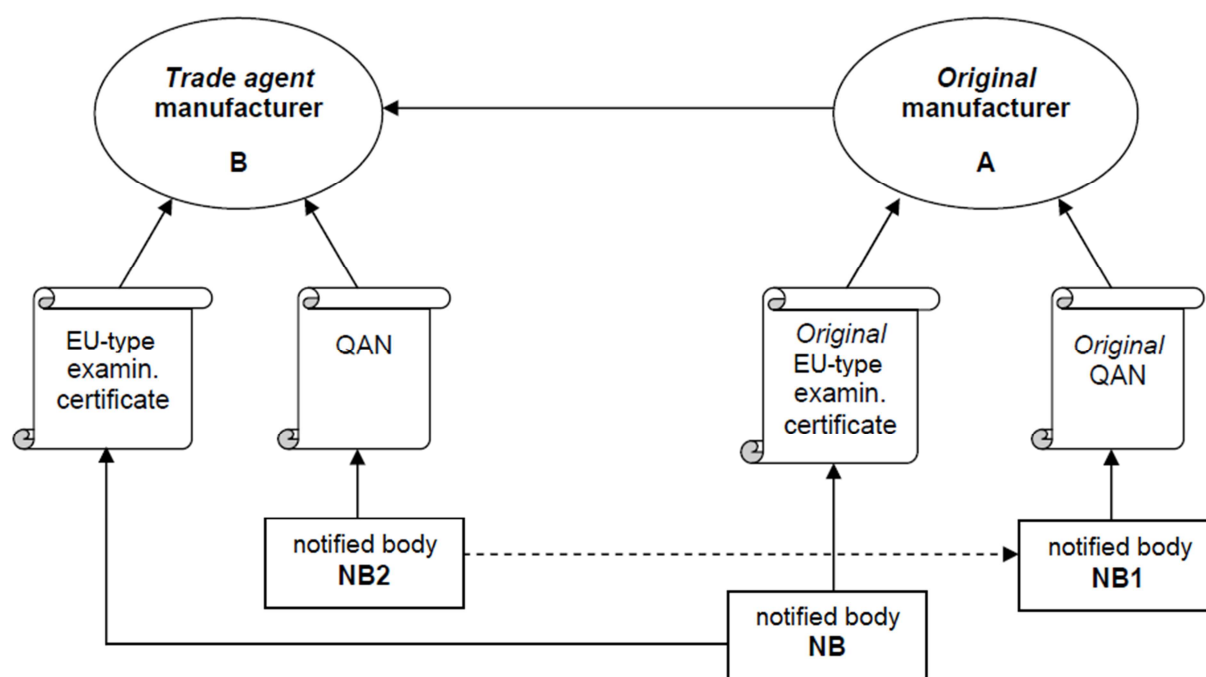 Trade agent
manufacturer
B
Original
manufacturer
A
EU-type
examin.
certificate
QAN
Original
EU-type
examin.
certificate
Original
QAN
notified body
NB2
notified body
NB1
notified body
NB